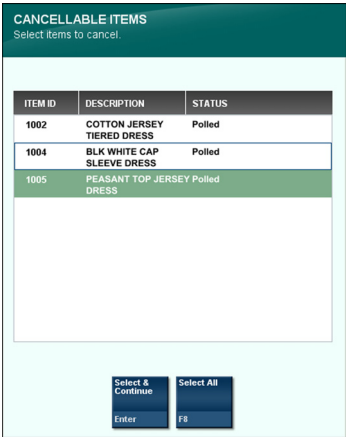 CANCELLABLE ITEMS
Select items to cancel.
ITEM ID DESCRIPTION STATUS
1002 COTTON JERSEY Polled
TIERED DRESS
1004 BLK WHITE CAP Polled
SLEEVE DRESS
1005 PEASANT TOP JERSEY Polled
DRESS
Select & Select All
Continue
Enter F8